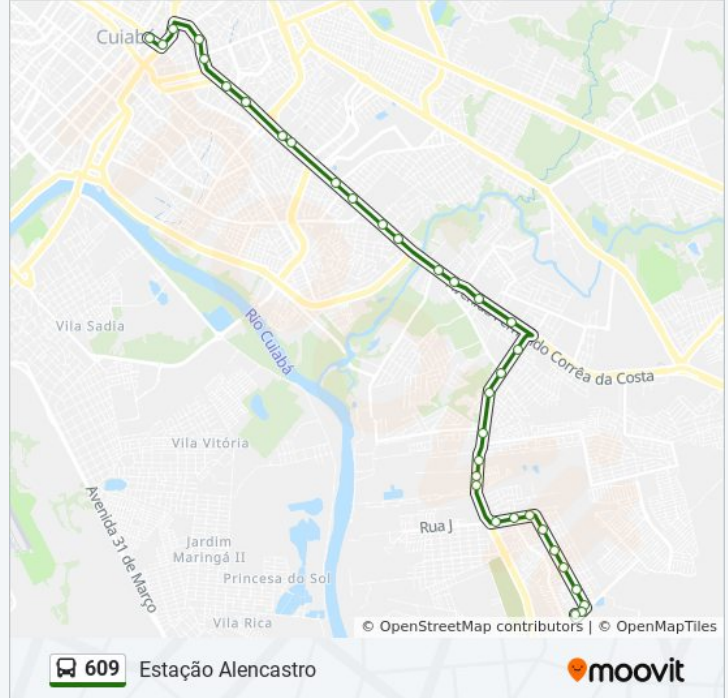 Cuiab
Vila Sadia
Rio Cuiabá
do Corrêa da Costa
Vila Vitória
Avenida 31 de Março
Rua J
Jardim
Maringá II
Princesa do Sol
Vila Rica
© OpenStreetMap contributors | © OpenMapTiles
609 Estação Alencastro
moovit